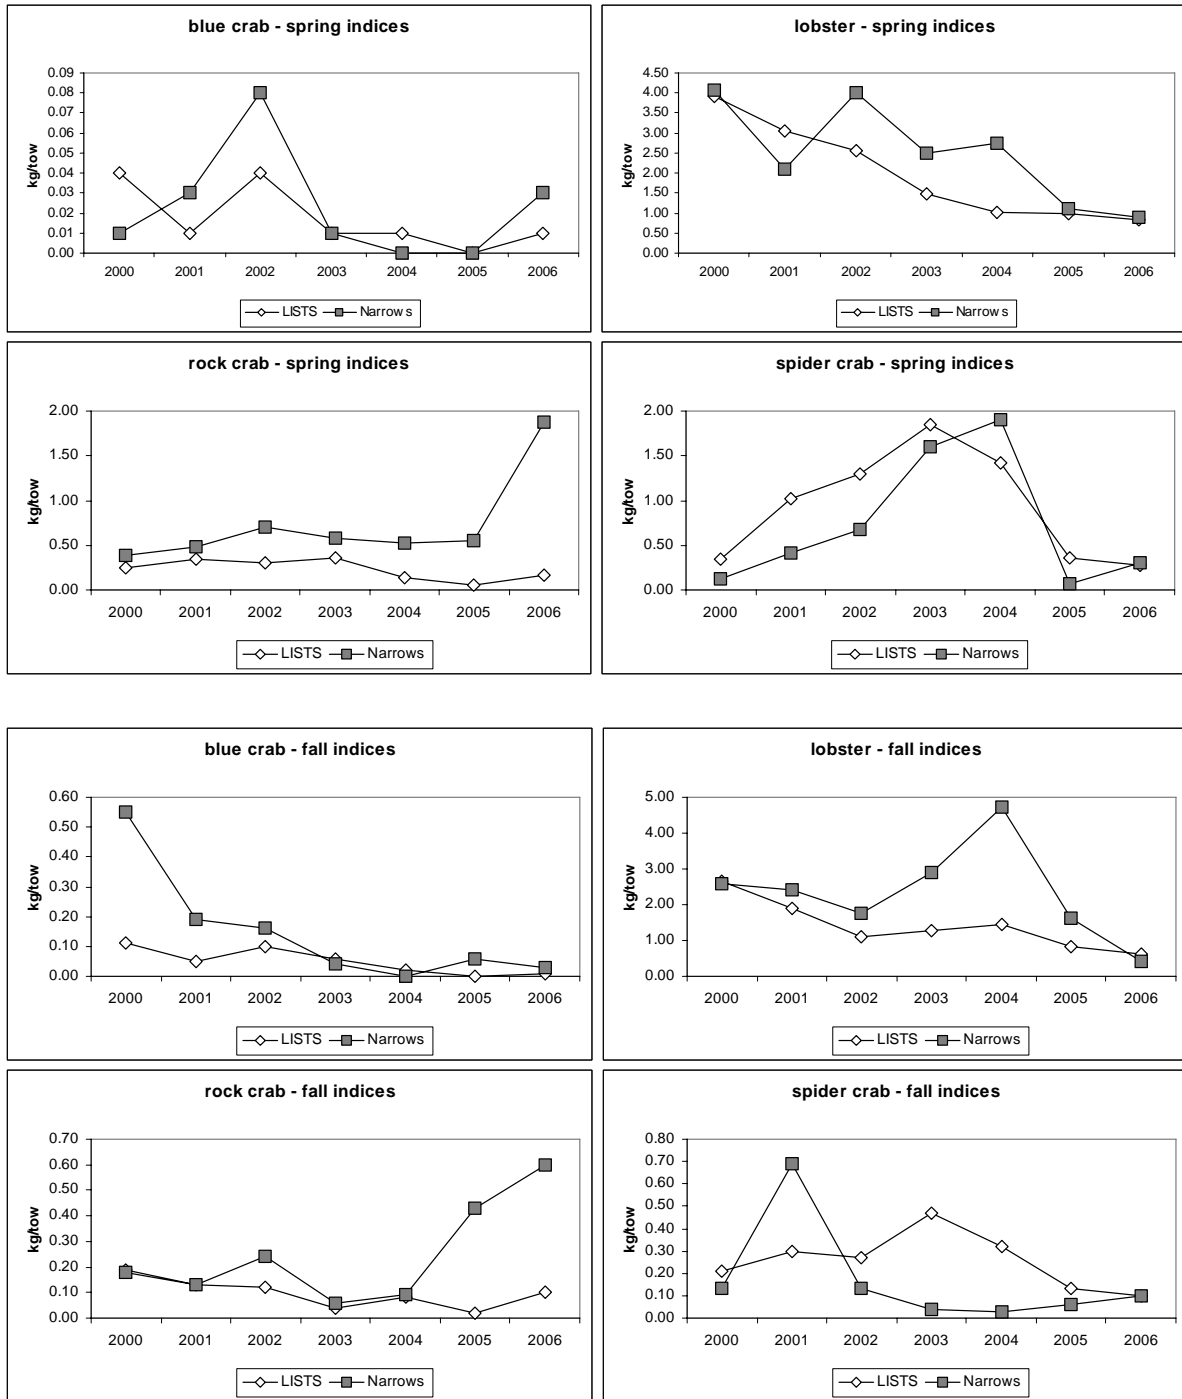 blue crab - spring indices
kg/tow
0.09
0.08
0.07
0.06
0.05
0.04
0.03
0.02
0.01
0.00
2000 2001 2002 2003 2004 2005 2006
LISTS Narrows
lobster - spring indices
kg/tow
4.50
4.00
3.50
3.00
2.50
2.00
1.50
1.00
0.50
0.00
2000 2001 2002 2003 2004 2005 2006
LISTS Narrows
rock crab - spring indices
kg/tow
2.00
1.50
1.00
0.50
0.00
2000 2001 2002 2003 2004 2005 2006
LISTS Narrows
spider crab - spring indices
kg/tow
2.00
1.50
1.00
0.50
0.00
2000 2001 2002 2003 2004 2005 2006
LISTS Narrows
blue crab - fall indices
kg/tow
0.60
0.50
0.40
0.30
0.20
0.10
0.00
2000 2001 2002 2003 2004 2005 2006
LISTS Narrows
lobster - fall indices
kg/tow
5.00
4.00
3.00
2.00
1.00
0.00
2000 2001 2002 2003 2004 2005 2006
LISTS Narrows
rock crab - fall indices
kg/tow
0.70
0.60
0.50
0.40
0.30
0.20
0.10
0.00
2000 2001 2002 2003 2004 2005 2006
LISTS Narrows
spider crab - fall indices
kg/tow
0.80
0.70
0.60
0.50
0.40
0.30
0.20
0.10
0.00
2000 2001 2002 2003 2004 2005 2006
LISTS Narrows